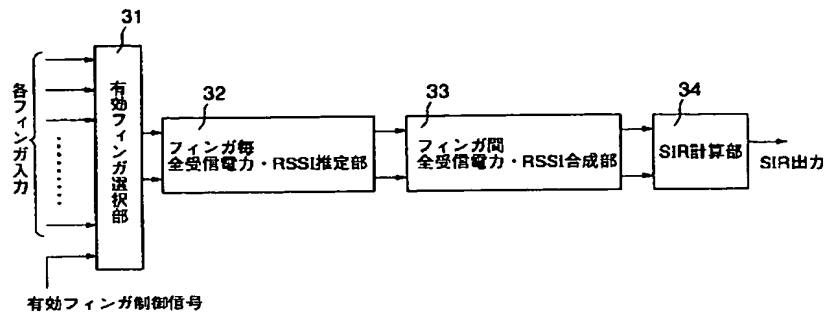 31
各フィンガ入力
有効フィンガ選択部
32
フィンガ毎
全受信電力・RSSI推定部
33
フィンガ間
全受信電力・RSSI合成部
34
SIR計算部
SIR出力
有効フィンガ制御信号